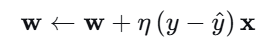 𝐰 ← 𝐰 + η (y − ŷ) 𝐱